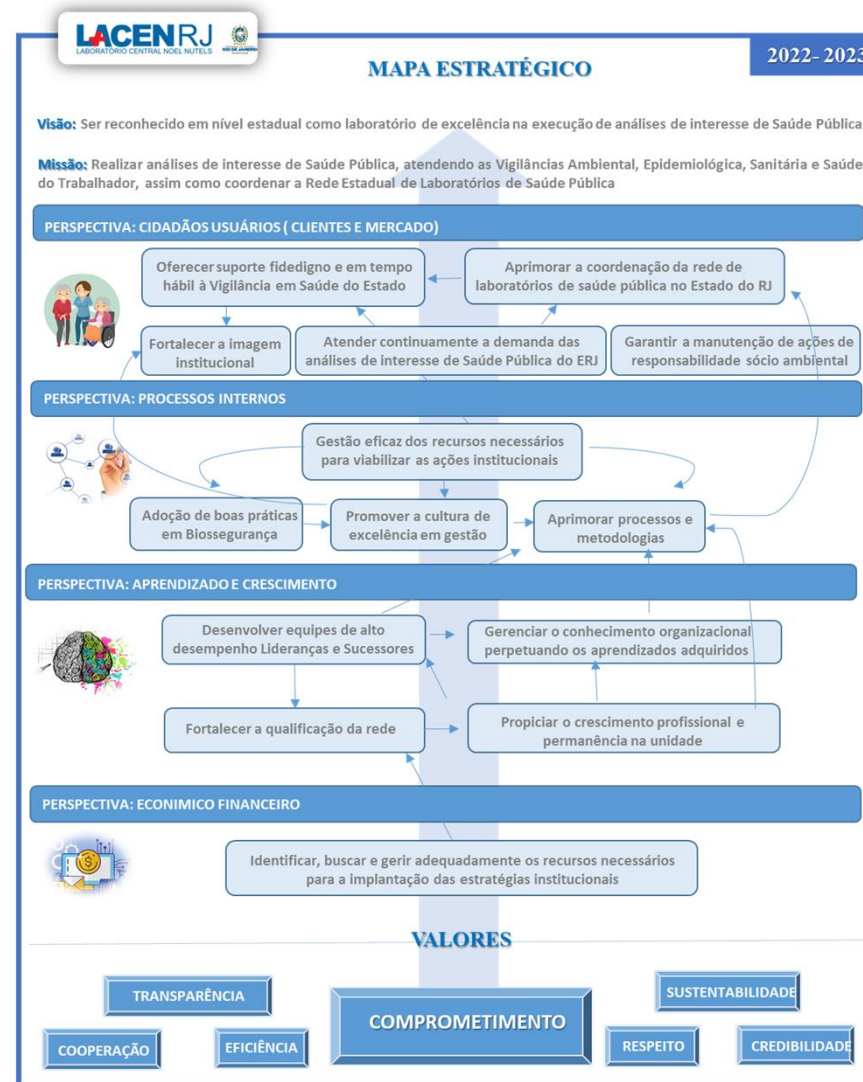 LACENRJ
LABORATÓRIO CENTRAL NOEL NUTELS
MAPA ESTRATÉGICO
2022- 2023
Visão: Ser reconhecido em nível estadual como laboratório de excelência na execução de análises de interesse de Saúde Pública
Missão: Realizar análises de interesse de Saúde Pública, atendendo as Vigilâncias Ambiental, Epidemiológica, Sanitária e Saúde
do Trabalhador, assim como coordenar a Rede Estadual de Laboratórios de Saúde Pública
PERSPECTIVA: CIDADÃOS USUÁRIOS ( CLIENTES E MERCADO)
Oferecer suporte fidedigno e em tempo
hábil à Vigilância em Saúde do Estado
Aprimorar a coordenação da rede de
laboratórios de saúde pública no Estado do RJ
Fortalecer a imagem
institucional
Atender continuamente a demanda das
análises de interesse de Saúde Pública do ERJ
Garantir a manutenção de ações de
responsabilidade sócio ambiental
PERSPECTIVA: PROCESSOS INTERNOS
Gestão eficaz dos recursos necessários
para viabilizar as ações institucionais
Adoção de boas práticas
em Biossegurança
Promover a cultura de
excelência em gestão
Aprimorar processos e
metodologias
PERSPECTIVA: APRENDIZADO E CRESCIMENTO
Desenvolver equipes de alto
desempenho Lideranças e Sucessores
Gerenciar o conhecimento organizacional
perpetuando os aprendizados adquiridos
Fortalecer a qualificação da rede
Propiciar o crescimento profissional e
permanência na unidade
PERSPECTIVA: ECONIMICO FINANCEIRO
Identificar, buscar e gerir adequadamente os recursos necessários
para a implantação das estratégias institucionais
VALORES
TRANSPARÊNCIA
SUSTENTABILIDADE
COMPROMETIMENTO
COOPERAÇÃO
EFICIÊNCIA
RESPEITO
CREDIBILIDADE